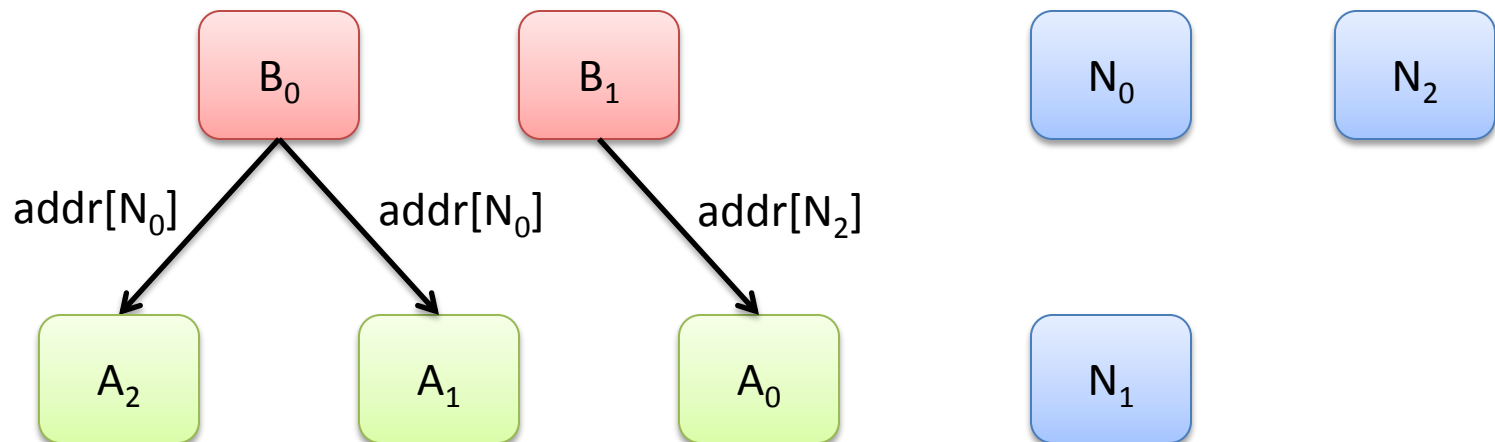 B₀
B₁
N₀
N₂
addr[N₀]
addr[N₀]
addr[N₂]
A₂
A₁
A₀
N₁